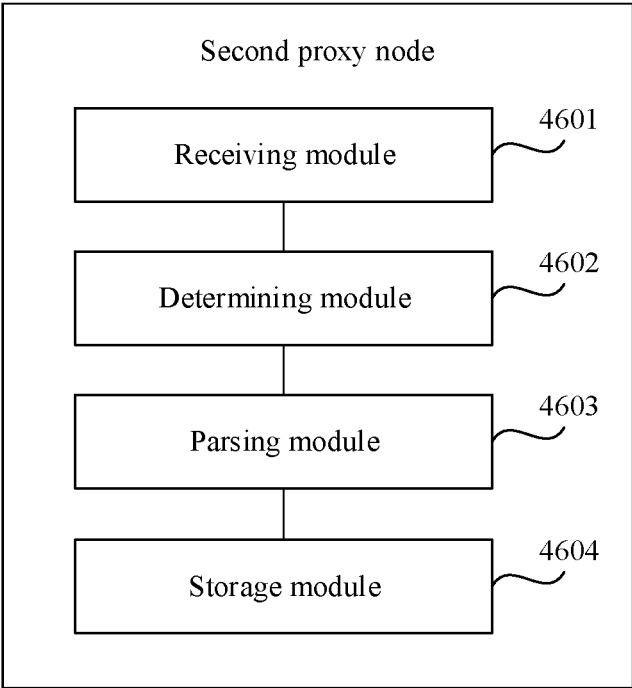 Second proxy node
Receiving module
4601
Determining module
4602
Parsing module
4603
Storage module
4604